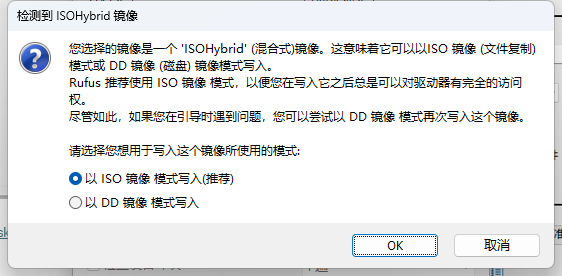 检测到 ISOHybrid 镜像
您选择的镜像是一个 'ISOHybrid' (混合式)镜像。这意味着它可以以ISO 镜像 (文件复制)
模式或 DD 镜像 (磁盘) 镜像模式写入。
Rufus 推荐使用 ISO 镜像 模式，以便您在写入它之后总是可以对驱动器有完全的访问
权。
尽管如此，如果您在引导时遇到问题，您可以尝试以 DD 镜像 模式再次写入这个镜像。
请选择您想用于写入这个镜像所使用的模式:
以 ISO 镜像 模式写入(推荐)
以 DD 镜像 模式写入
OK
取消